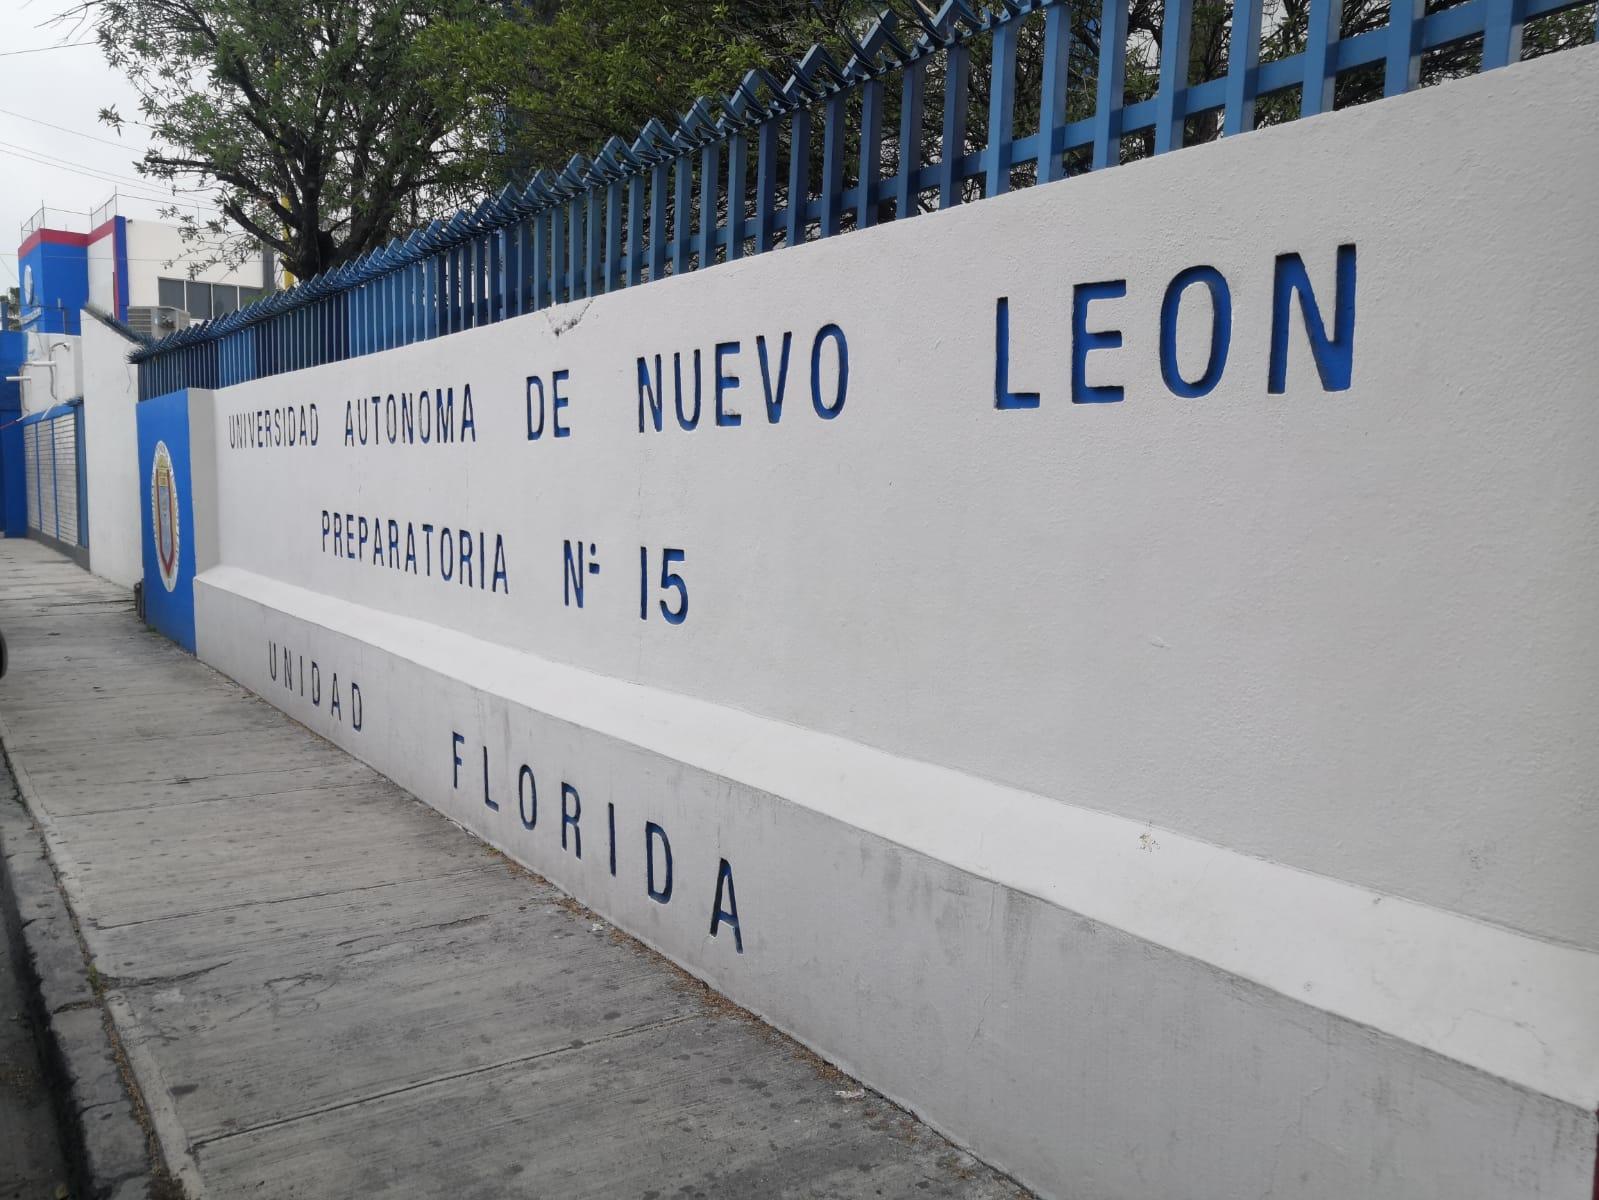 UNIVERSIDAD AUTONOMA DE NUEVO LEON
PREPARATORIA Nº 15
UNIDAD FLORIDA